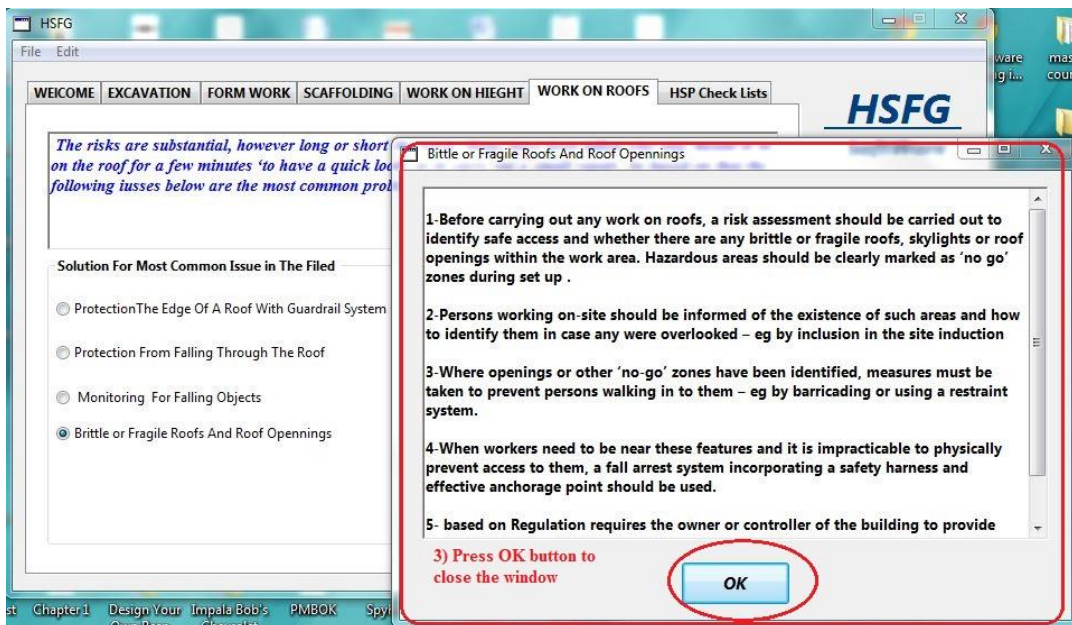 HSFG
File Edit
WElCOME EXCAVATION FORM WORK SCAFFOLDING WORK ON HIEGHT WORK ON ROOFS HSP Check Lists
HSFG
ware
ig i...
mas
cour
The risks are substantial, however long or short
on the roof for a few minutes ‘to have a quick loo
following iusses below are the most common prob
Solution For Most Common Issue in The Filed
ProtectionThe Edge Of A Roof With Guardrail System
Protection From Falling Through The Roof
Monitoring For Falling Objects
Brittle or Fragile Roofs And Roof Opennings
Bittle or Fragile Roofs And Roof Opennings
1-Before carrying out any work on roofs, a risk assessment should be carried out to
identify safe access and whether there are any brittle or fragile roofs, skylights or roof
openings within the work area. Hazardous areas should be clearly marked as ‘no go’
zones during set up .
2-Persons working on-site should be informed of the existence of such areas and how
to identify them in case any were overlooked – eg by inclusion in the site induction
3-Where openings or other ‘no-go’ zones have been identified, measures must be
taken to prevent persons walking in to them – eg by barricading or using a restraint
system.
4-When workers need to be near these features and it is impracticable to physically
prevent access to them, a fall arrest system incorporating a safety harness and
effective anchorage point should be used.
5- based on Regulation requires the owner or controller of the building to provide
3) Press OK button to
close the window
OK
st Chapter1 Design Your Impala Bob's PMBOK Spyi